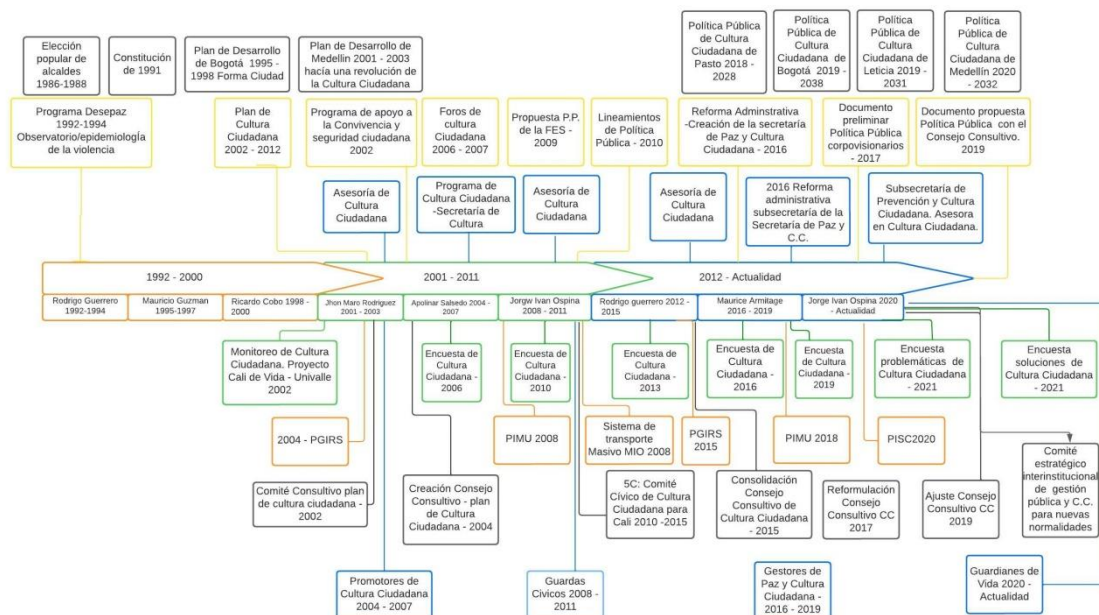 Elección
popular de
alcaldes
1986-1988
Constitución
de 1991
Plan de Desarrollo
de Bogotá 1995 -
1998 Forma Ciudad
Plan de Desarrollo de
Medellin 2001 - 2003
hacía una revolución de
la Cultura Ciudadana
Política Pública
de Cultura
Ciudadana de
Pasto 2018 -
2028
Política
Pública de
Cultura
Ciudadana de
Bogotá 2019 -
2038
Política
Pública de
Cultura
Ciudadana de
Leticia 2019 -
2031
Política
Pública de
Cultura
Ciudadana de
Medellín 2020 -
2032
Programa Desepaz
1992-1994
Observatorio/epidemiología
de la violencia
Plan de
Cultura
Ciudadana
2002 - 2012
Programa de apoyo a
la Convivencia y
seguridad ciudadana
2002
Foros de
cultura
Ciudadana
2006 - 2007
Propuesta P.P.
de la FES -
2009
Lineamientos
de Política
Pública - 2010
Reforma Adminstrativa
-Creación de la secretaría
de Paz y Cultura
Ciudadana - 2016
Documento
preliminar
Política Pública
corpovisionarios
- 2017
Documento propuesta
Política Pública con el
Consejo Consultivo.
2019
Asesoría de
Cultura
Ciudadana
Programa de
Cultura Ciudadana
-Secretaría de
Cultura
Asesoría de
Cultura
Ciudadana
Asesoría de
Cultura
Ciudadana
2016 Reforma
administrativa
subsecretaría de la
Secretaría de Paz y
C.C.
Subsecretaría de
Prevención y Cultura
Ciudadana. Asesora
en Cultura Ciudadana.
1992 - 2000
2001 - 2011
2012 - Actualidad
Rodrigo Guerrero
1992-1994
Mauricio Guzman
1995-1997
Ricardo Cobo 1998 -
2000
Jhon Maro Rodriguez
2001 - 2003
Apolinar Salsedo 2004 -
2007
Jorgw Ivan Ospina
2008 - 2011
Rodrigo guerrero 2012 -
2015
Maurice Armitage
2016 - 2019
Jorge Ivan Ospina 2020
- Actualidad
Monitoreo de Cultura
Ciudadana. Proyecto
Cali de Vida - Univalle
2002
Encuesta de
Cultura
Ciudadana -
2006
Encuesta de
Cultura
Ciudadana -
2010
Encuesta de
Cultura
Ciudadana -
2013
Encuesta de
Cultura
Ciudadana -
2016
Encuesta de
Cultura
Ciudadana -
2019
Encuesta
problemáticas de
Cultura Ciudadana
- 2021
Encuesta
soluciones de
Cultura Ciudadana
- 2021
2004 - PGIRS
PIMU 2008
Sistema de
transporte
Masivo MIO 2008
PGIRS
2015
PIMU 2018
PISC2020
Comité Consultivo plan
de cultura ciudadana -
2002
Creación Consejo
Consultivo - plan
de Cultura
Ciudadana - 2004
5C: Comité
Cívico de Cultura
Ciudadana para
Cali 2010 -2015
Consolidación
Consejo
Consultivo de
Cultura Ciudadana -
2015
Reformulación
Consejo
Consultivo CC
2017
Ajuste Consejo
Consultivo CC
2019
Comité
estratégico
interinstitucional
de gestión
pública y C.C.
para nuevas
normalidades
Promotores de
Cultura Ciudadana
2004 - 2007
Guardas
Civicos 2008 -
2011
Gestores de
Paz y Cultura
Ciudadana -
2016 - 2019
Guardianes de
Vida 2020 -
Actualidad